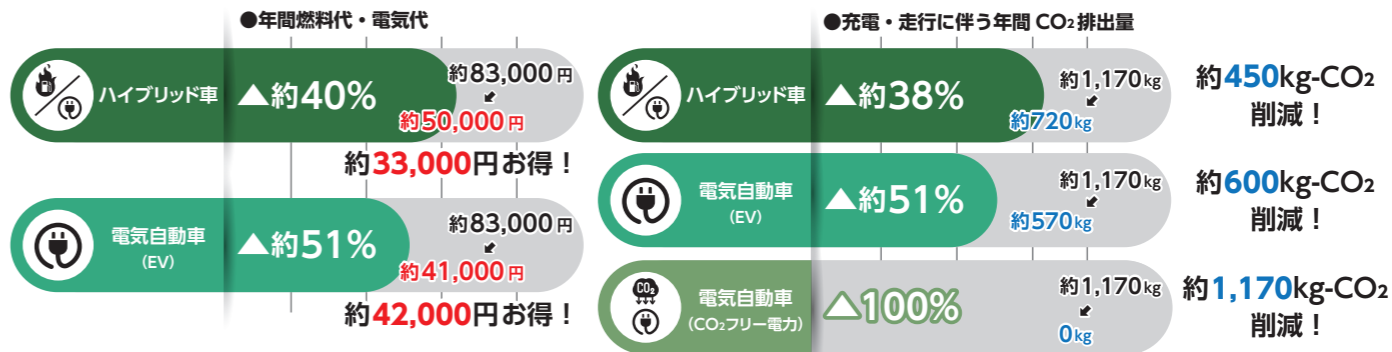 ●年間燃料代・電気代
ハイブリッド車
▲約40%
約83,000円
約50,000円
約33,000円お得！
電気自動車
(EV)
▲約51%
約83,000円
約41,000円
約42,000円お得！
●充電・走行に伴う年間CO₂排出量
ハイブリッド車
▲約38%
約1,170kg
約720kg
約450kg-CO₂
削減！
電気自動車
(EV)
▲約51%
約1,170kg
約570kg
約600kg-CO₂
削減！
CO₂
電気自動車
(CO₂フリー電力)
▲100%
約1,170kg
0kg
約1,170kg-CO₂
削減！